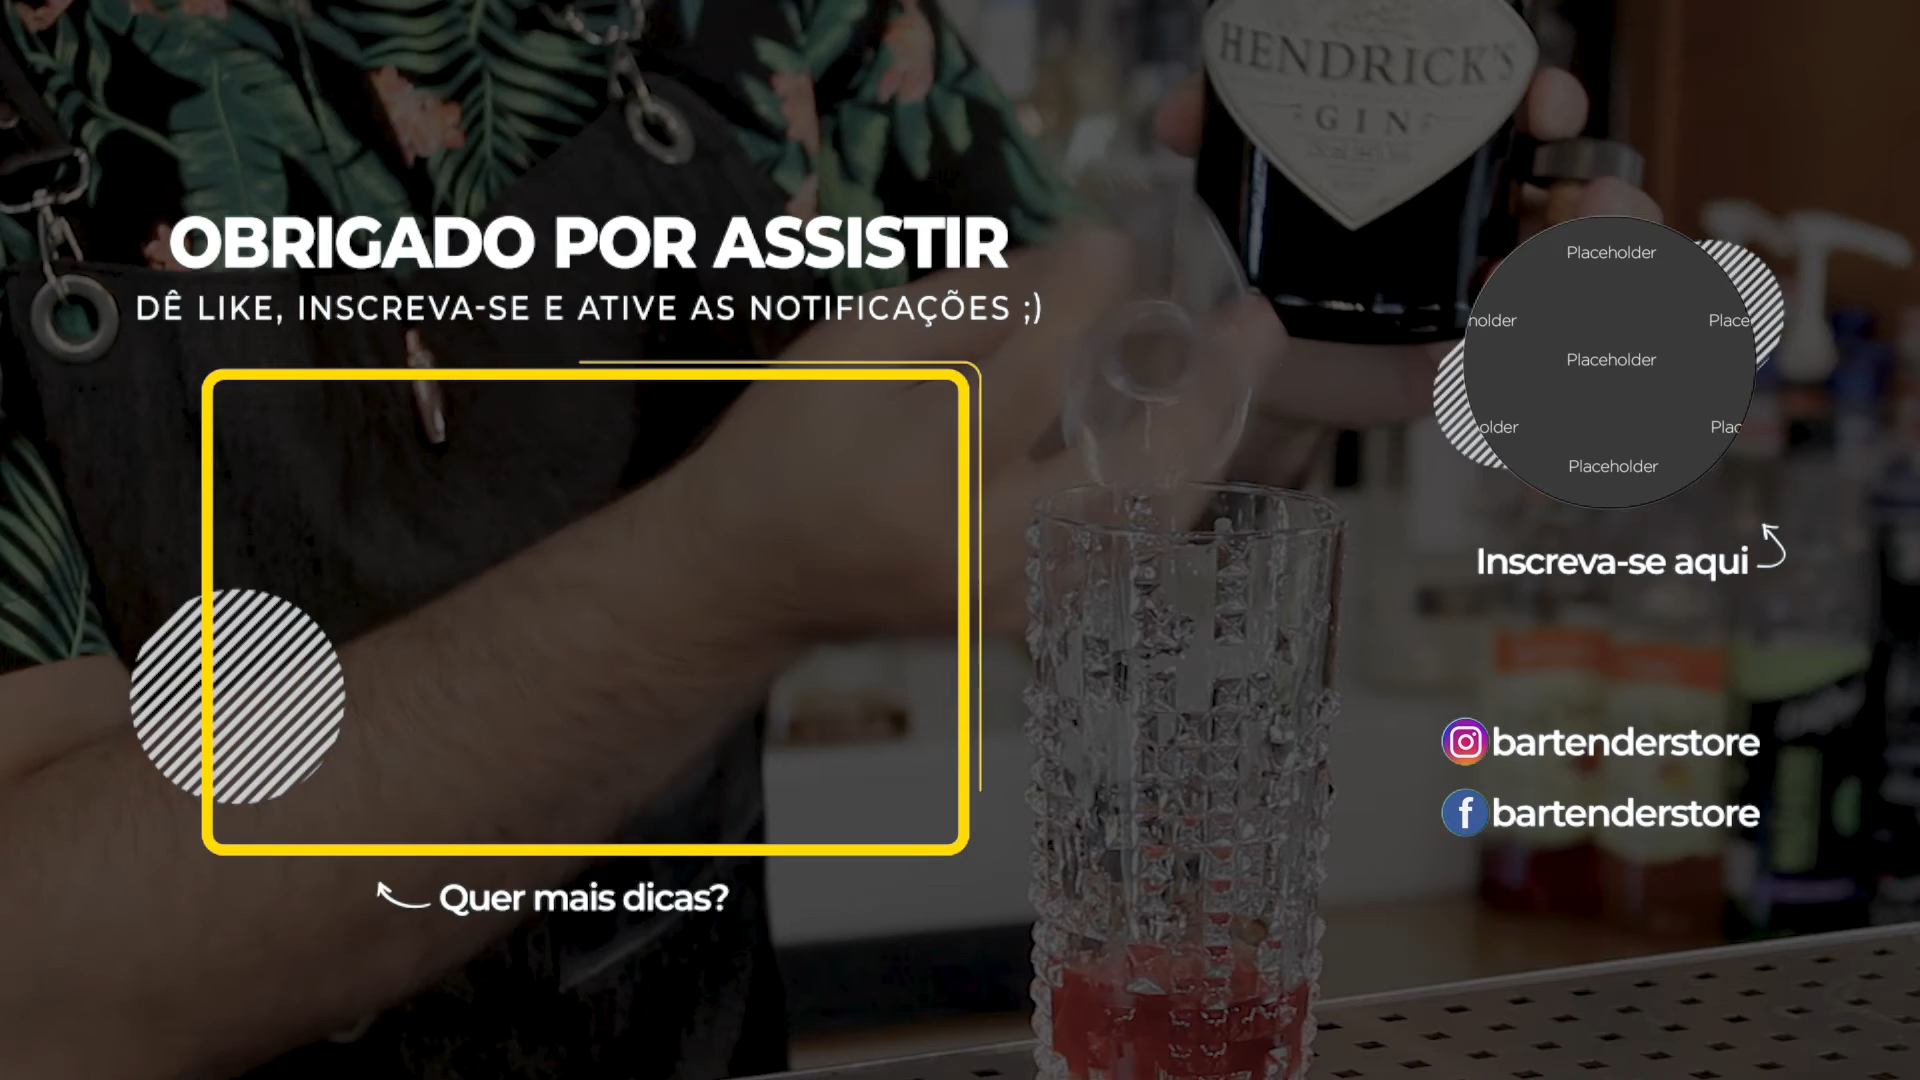 HENDRICK'S
GIN
OBRIGADO POR ASSISTIR
DÊ LIKE, INSCREVA-SE E ATIVE AS NOTIFICAÇÕES ;)
Placeholder
holder
Place
Placeholder
older
Plac
Placeholder
Inscreva-se aqui
bartenderstore
bartenderstore
Quer mais dicas?